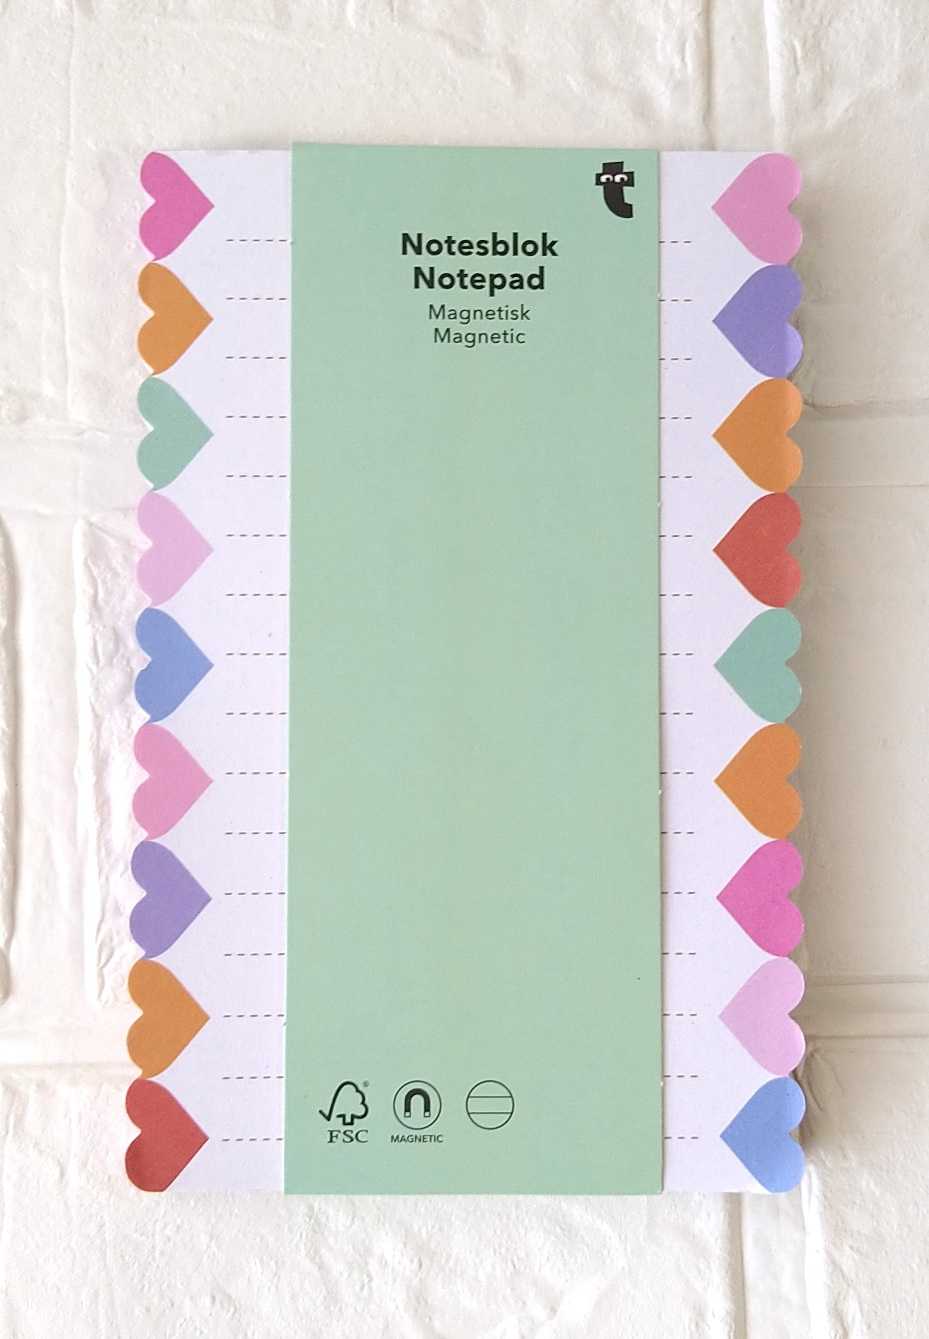 t
Notesblok
Notepad
Magnetisk
Magnetic
FSC®
MAGNETIC